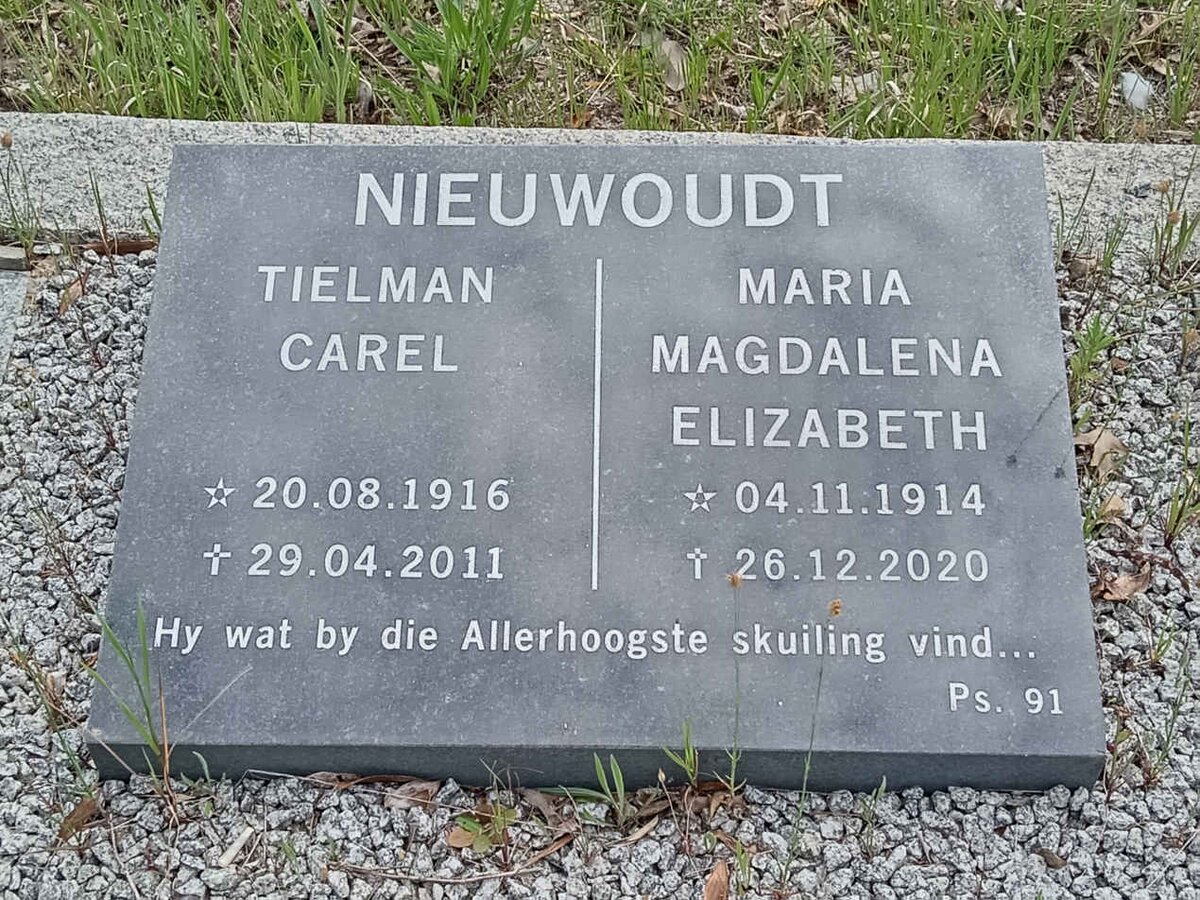 NIEUWOUDT
TIELMAN
CAREL
☆ 20.08.1916
✝ 29.04.2011
MARIA
MAGDALENA
ELIZABETH
☆ 04.11.1914
✝ 26.12.2020
Hy wat by die Allerhoogste skuiling vind...
Ps. 91